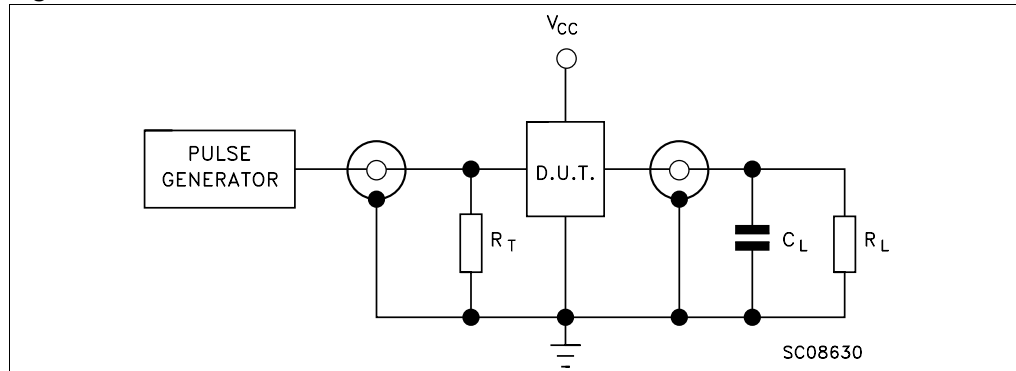 VCC
PULSE
GENERATOR
D.U.T.
RT
CL
RL
SC08630